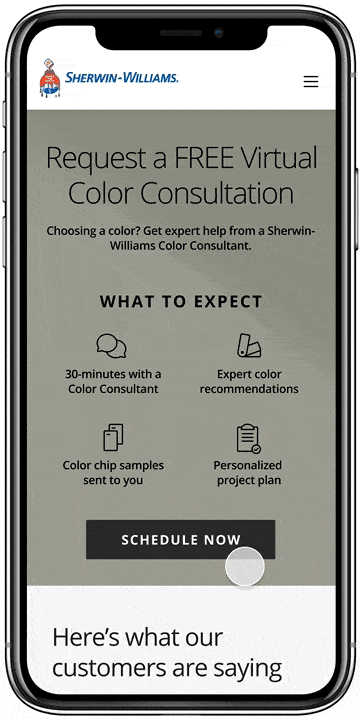 SHERWIN-WILLIAMS.
Request a FREE Virtual
Color Consultation
Choosing a color? Get expert help from a Sherwin-
Williams Color Consultant.
WHAT TO EXPECT
30-minutes with a
Color Consultant
Expert color
recommendations
Color chip samples
sent to you
Personalized
project plan
SCHEDULE NOW
Here’s what our
customers are saying